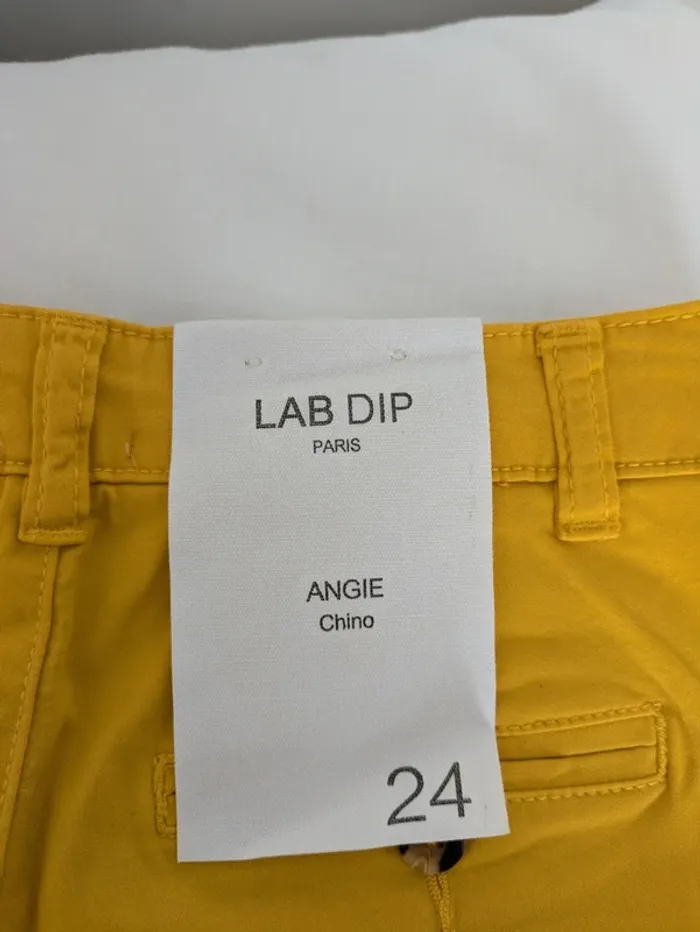 LAB DIP
PARIS
ANGIE
Chino
24